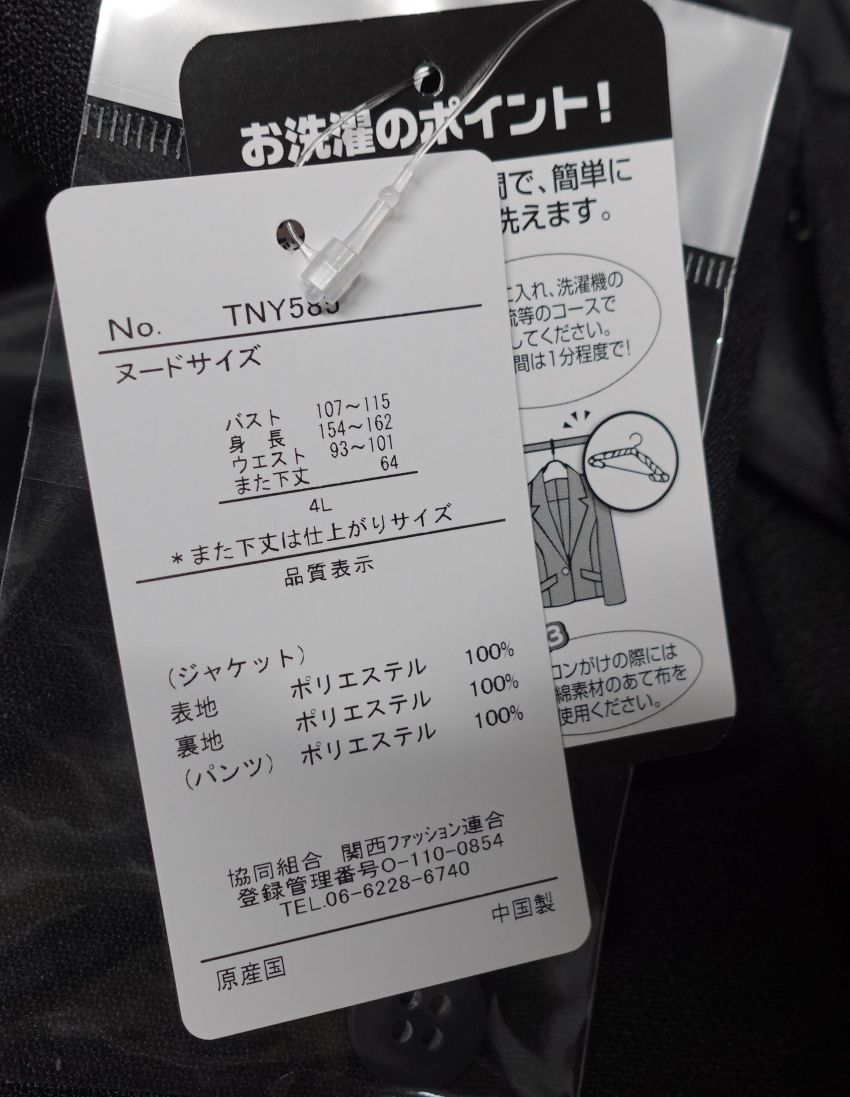 お洗濯のポイント!
で、簡単に
洗えます。
に入れ、洗濯機の
流等のコースで
してください。
間は1分程度で!
3
コンがけの際には
綿素材のあて布を
使用ください。
No. TNY585
ヌードサイズ
バスト 107～115
身長 154～162
ウエスト 93～101
また下丈 64
4L
*また下丈は仕上がりサイズ
品質表示
(ジャケット)
表地 ポリエステル 100%
裏地 ポリエステル 100%
(パンツ) ポリエステル 100%
協同組合 関西ファッション連合
登録管理番号O-110-0854
TEL.06-6228-6740
原産国 中国製